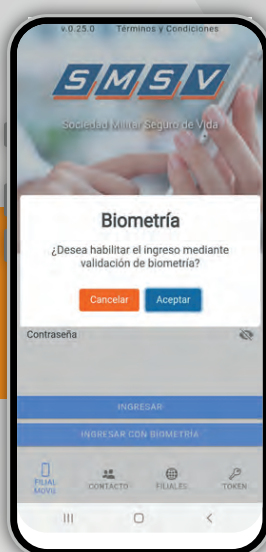 v.0.25.0 Términos y Condiciones
SMSV
Sociedad Militar Seguro de Vida
Biometría
¿Desea habilitar el ingreso mediante
validación de biometría?
Cancelar Aceptar
Contraseña
INGRESAR
INGRESAR CON BIOMETRÍA
FILIAL MÓVIL CONTACTO FILIALES TOKEN